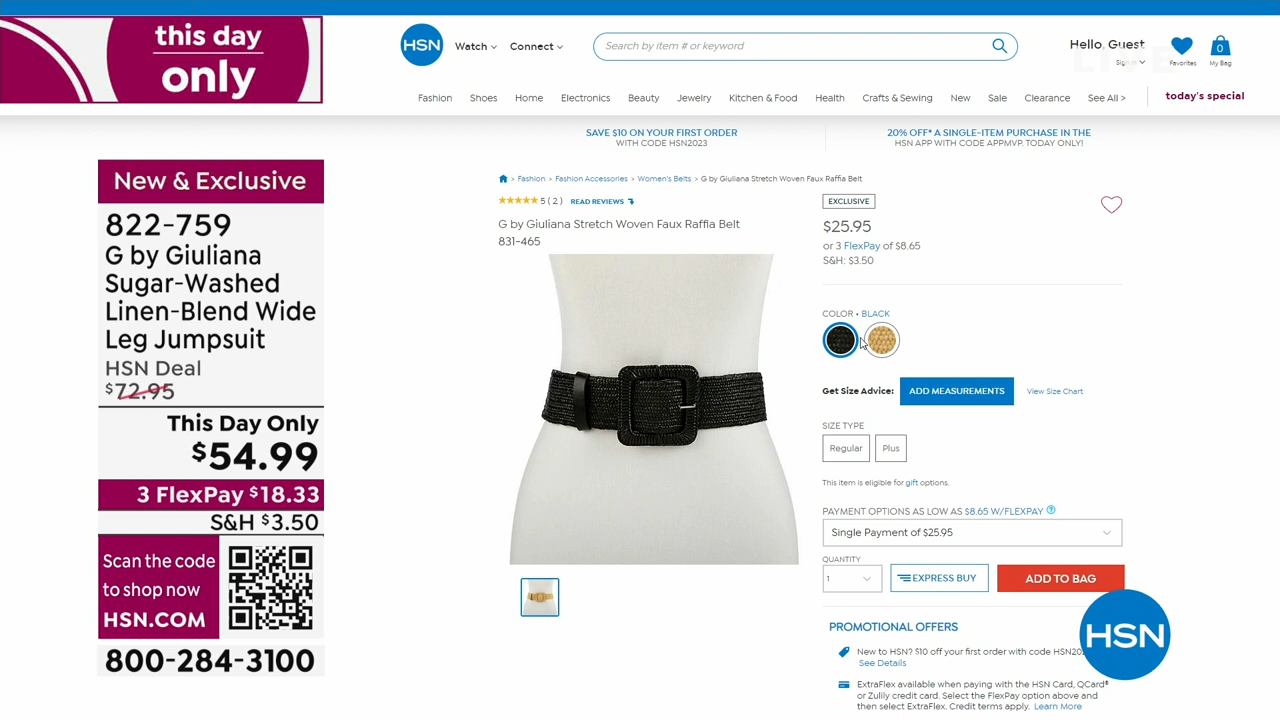 this day
only
HSN
Watch
Connect
Search by item # or keyword
Hello, Guest
Favorites
0
My Bag
Fashion
Shoes
Home
Electronics
Beauty
Jewelry
Kitchen & Food
Health
Crafts & Sewing
New
Sale
Clearance
See All >
today's special
SAVE $10 ON YOUR FIRST ORDER
WITH CODE HSN2023
20% OFF* A SINGLE-ITEM PURCHASE IN THE
HSN APP WITH CODE APPMVP. TODAY ONLY!
New & Exclusive
822-759
G by Giuliana
Sugar-Washed
Linen-Blend Wide
Leg Jumpsuit
HSN Deal
$72.95
This Day Only
$54.99
3 FlexPay $18.33
S&H $3.50
Scan the code
to shop now
HSN.COM
800-284-3100
> Fashion > Fashion Accessories > Women's Belts > G by Giuliana Stretch Woven Faux Raffia Belt
5 ( 2 ) READ REVIEWS
G by Giuliana Stretch Woven Faux Raffia Belt
831-465
EXCLUSIVE
$25.95
or 3 FlexPay of $8.65
S&H: $3.50
COLOR • BLACK
Get Size Advice: ADD MEASUREMENTS View Size Chart
SIZE TYPE
Regular Plus
This item is eligible for gift options.
PAYMENT OPTIONS AS LOW AS $8.65 W/FLEXPAY ?
Single Payment of $25.95
QUANTITY
1
EXPRESS BUY
ADD TO BAG
PROMOTIONAL OFFERS
New to HSN? $10 off your first order with code
See Details
ExtraFlex available when paying with the HSN Card, QCard®
or Zulily credit card. Select the FlexPay option above and
then select ExtraFlex. Credit terms apply. Learn More
HSN